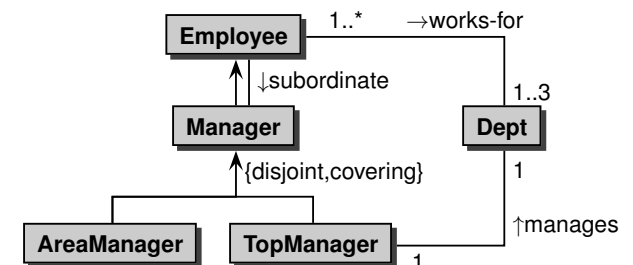 1..* →works-for
Employee
↓subordinate
1..3
Manager Dept
{disjoint,covering} 1
↑manages
AreaManager TopManager
1